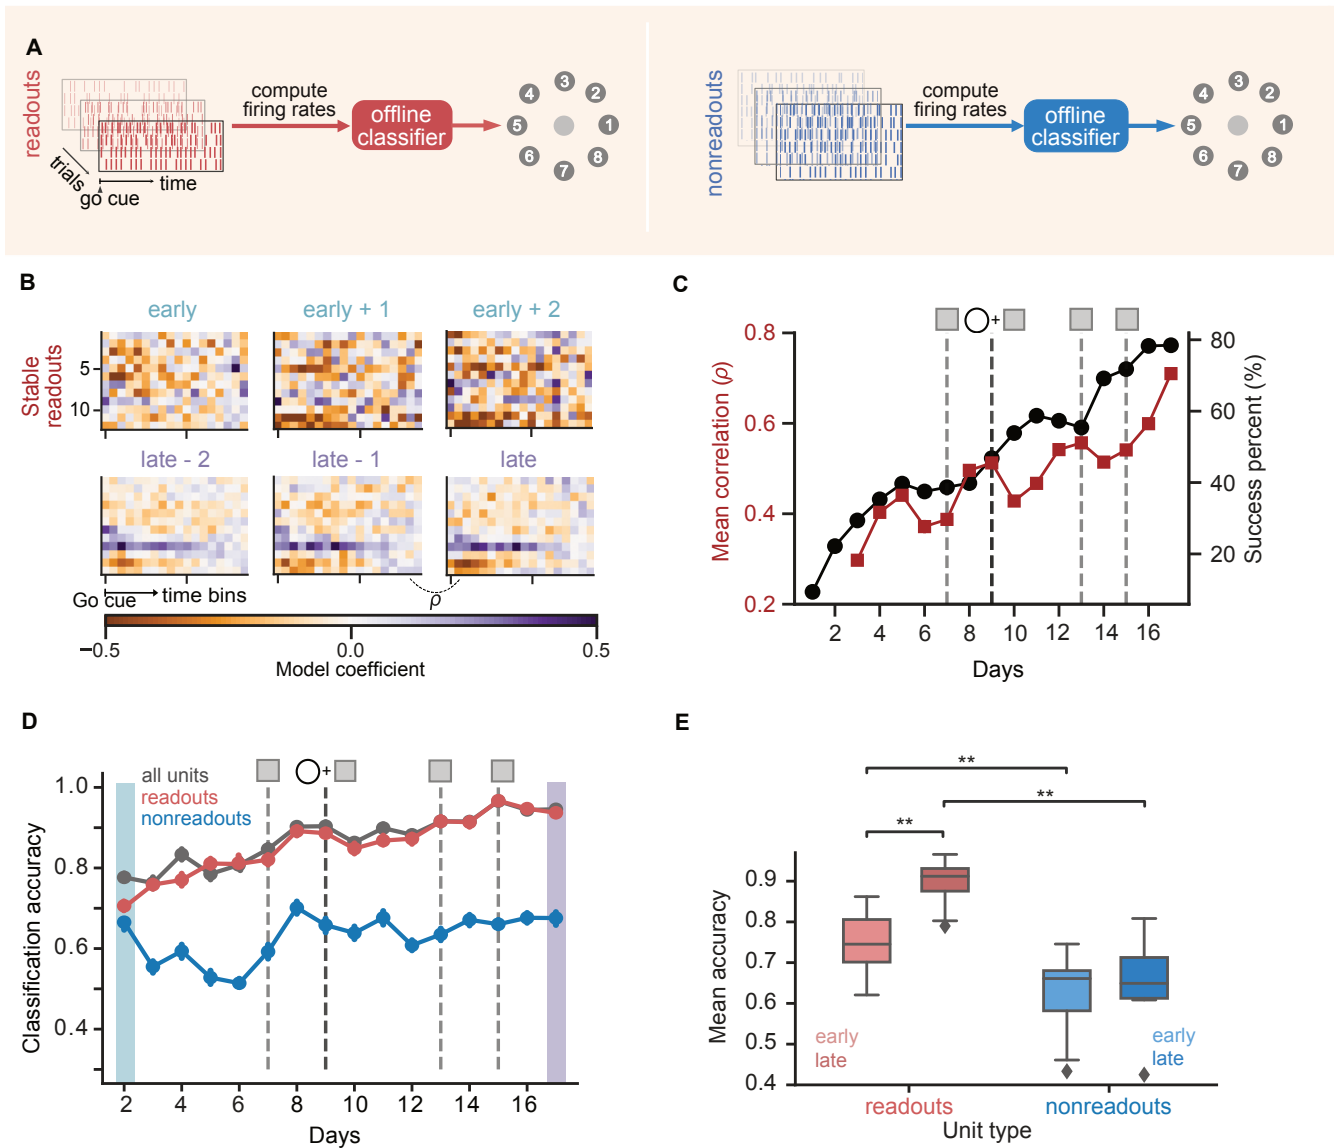 A
readouts
trials
go cue
time
compute
firing rates
offline
classifier
3
4
2
5
1
6
8
7
nonreadouts
compute
firing rates
offline
classifier
3
4
2
5
1
6
8
7
B
early
early + 1
early + 2
Stable
readouts
5
10
late - 2
late - 1
late
Go cue
time bins
ρ
−0.5
0.0
0.5
Model coefficient
C
+
Mean correlation (ρ)
0.8
0.6
0.4
0.2
80
60
40
20
Success percent (%)
2
4
6
8
10
12
14
16
Days
D
+
all units
readouts
nonreadouts
Classification accuracy
1.0
0.8
0.6
0.4
2
4
6
8
10
12
14
16
Days
E
**
**
**
Mean accuracy
0.9
0.8
0.7
0.6
0.5
0.4
early
late
early
late
readouts
nonreadouts
Unit type